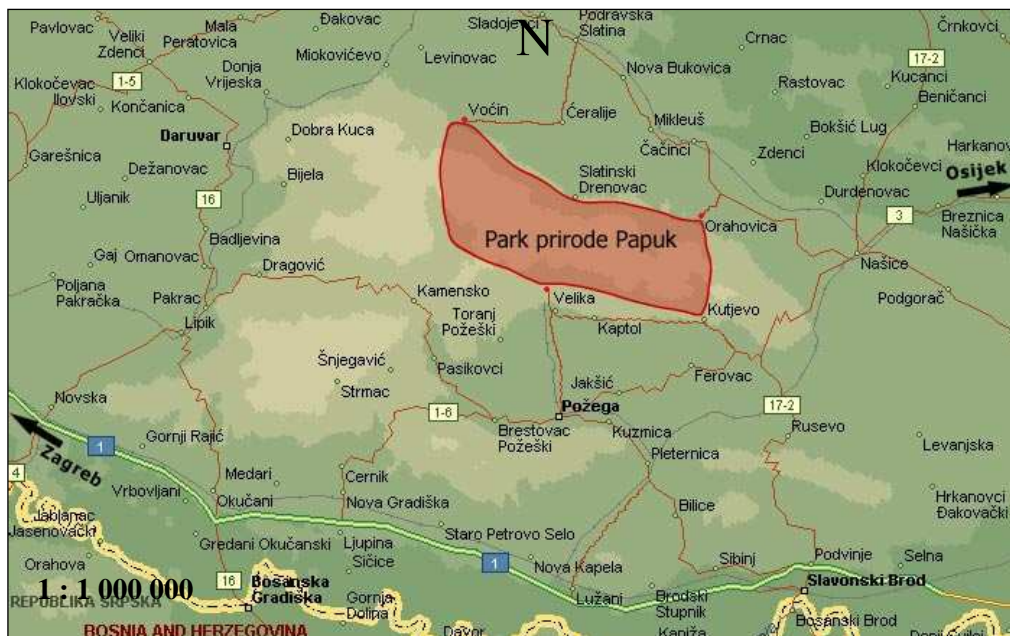 Pavlovac
Mala
Peratovica
Đakovac
Sladojevci
Podravska
Slatina
Črnkovci
Veliki
Zdenci
Miokovićevo
Levinovac
N
Crnac
17-2
Kucanci
Klokočevac
Ilovski
1-5
Donja
Vrijeska
Nova Bukovica
Rastovac
Beničanci
Končanica
Voćin
Ćeralije
Mikleuš
Bokšić Lug
Daruvar
Dobra Kuca
Čačinci
Harkanov
Garešnica
Zdenci
Klokočevci
Osijek
Dežanovac
Bijela
Slatinski
Drenovac
Durdenovac
Uljanik
16
3
Breznica
Našička
Badljevina
Park prirode Papuk
Orahovica
Gaj
Omanovac
Dragović
Našice
Poljana
Pakračka
Pakrac
Kamensko
Velika
Podgorač
Toranj
Požeški
Kaptol
Kutjevo
Lipik
Šnjegavić
Pasikovci
Strmac
Jakšić
Ferovac
Novska
1-6
Požega
17-2
Brestovac
Požeški
Kuzmica
Rusevo
Zagreb
1
Gornji Rajić
Levanjska
4
Medari
Cernik
Pleternica
Vrbovljani
Okučani
Nova Gradiška
Bilice
Hrkanovci
Đakovački
Jablanac
Jasenovački
Staro Petrovo Selo
Gređani Okučanski
Ljupina
Sičice
1
Nova Kapela
Sibinj
Podvinje
Selna
Orahova
1 : 1 000 000
16
Bosanska
Gradiška
Slavonski Brod
REPUBLIKA SRPSKA
Gornja
Dolina
Lužani
Brodski
Stupnik
Bosanski Brod
BOSNIA AND HERZEGOVINA
Davor
Kaniža